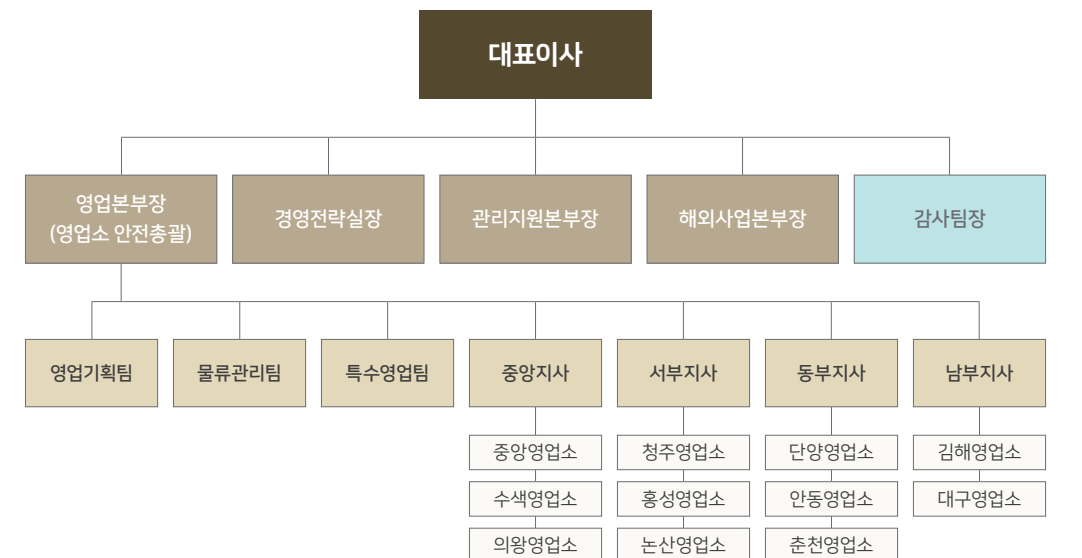 대표이사
영업본부장
(영업소 안전총괄)
경영전략실장
관리지원본부장
해외사업본부장
감사팀장
영업기획팀
물류관리팀
특수영업팀
중앙지사
서부지사
동부지사
남부지사
중앙영업소
청주영업소
단양영업소
김해영업소
수색영업소
홍성영업소
안동영업소
대구영업소
의왕영업소
논산영업소
춘천영업소